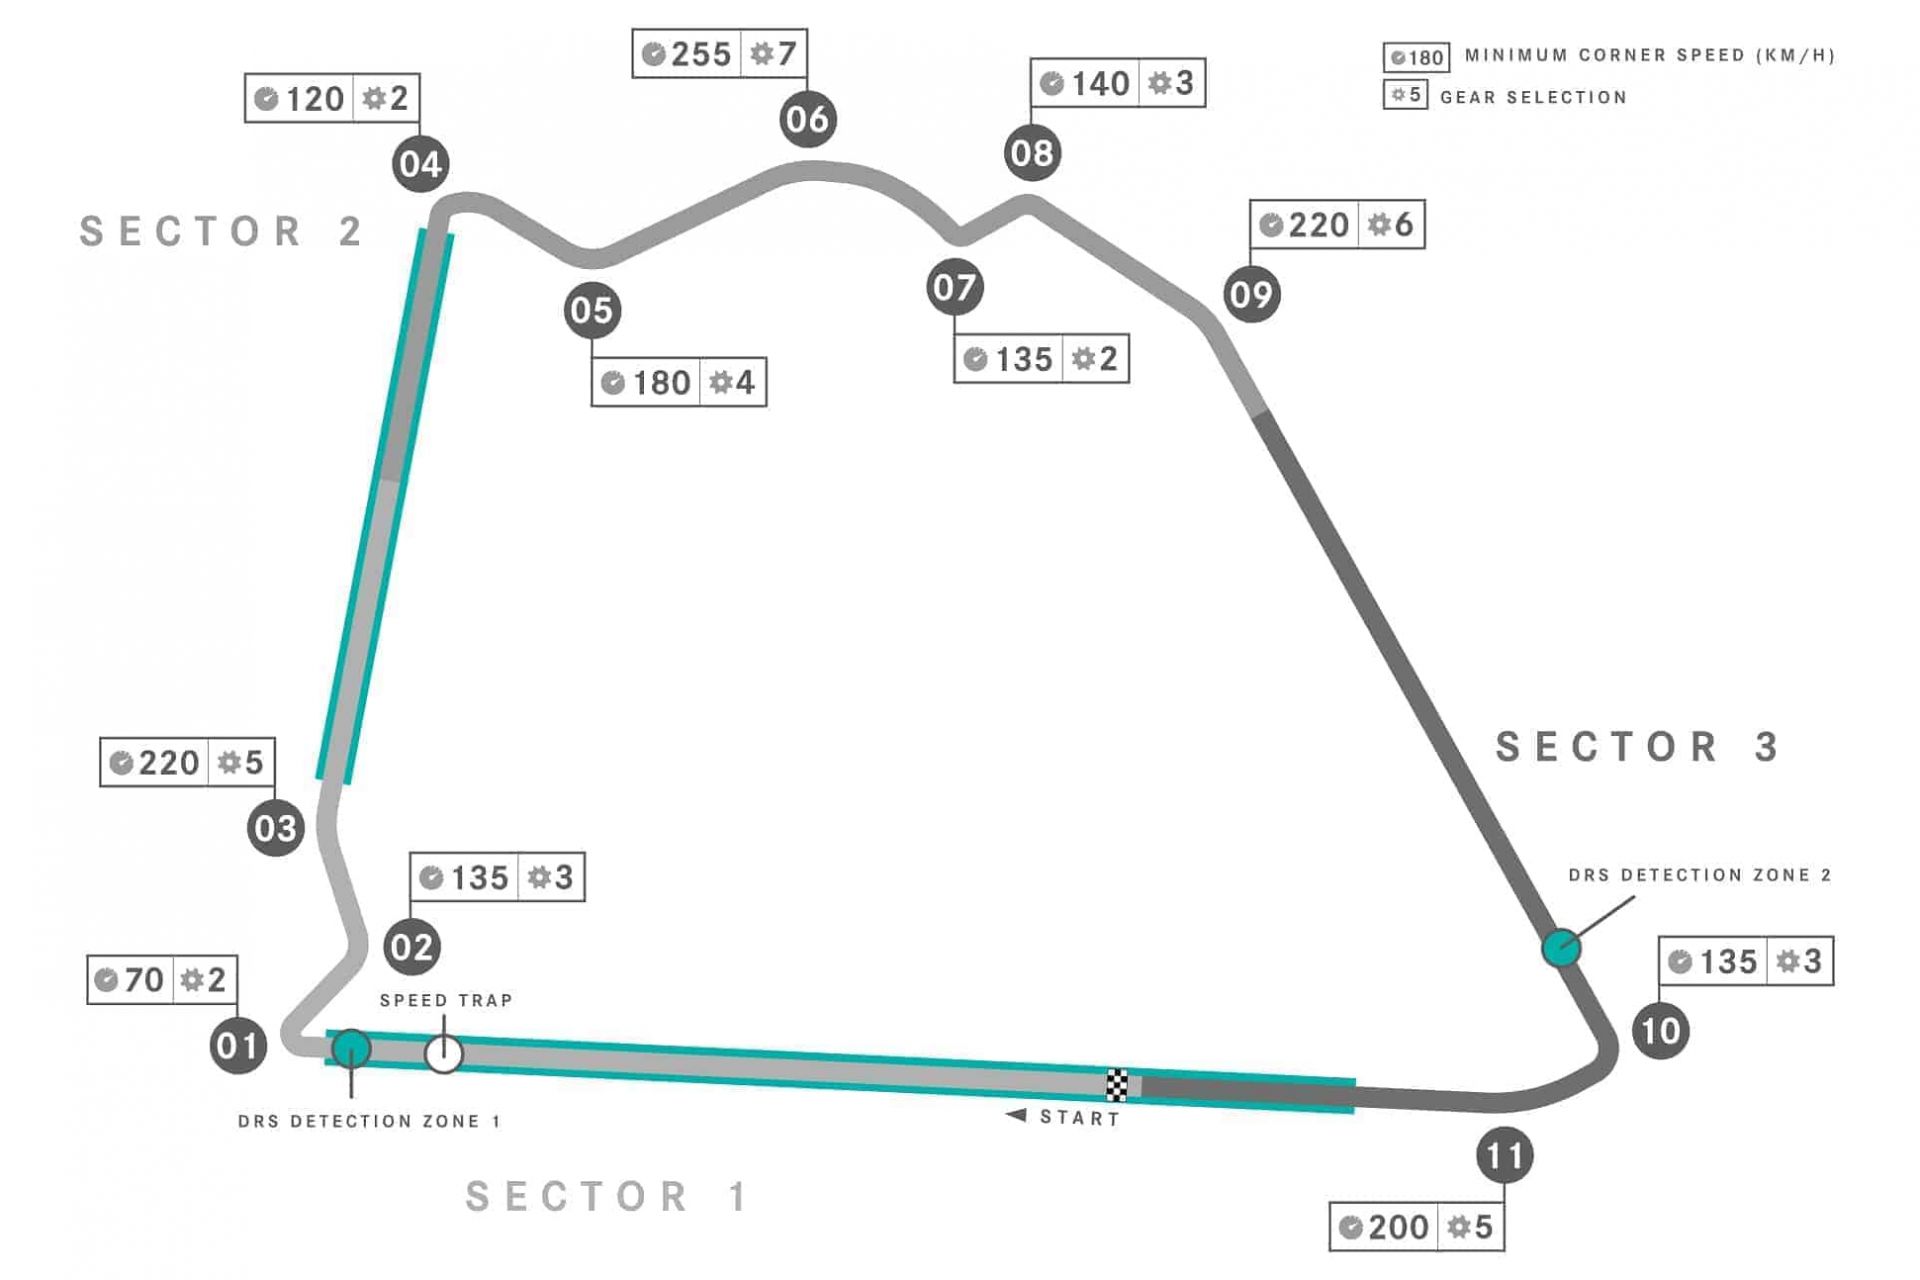 255 7
180 MINIMUM CORNER SPEED (KM/H)
120 2
140 3
5 GEAR SELECTION
06
04
08
SECTOR 2
220 6
07
09
05
135 2
180 4
SECTOR 3
220 5
03
DRS DETECTION ZONE 2
135 3
02
135 3
70 2
SPEED TRAP
10
01
START
DRS DETECTION ZONE 1
11
SECTOR 1
200 5